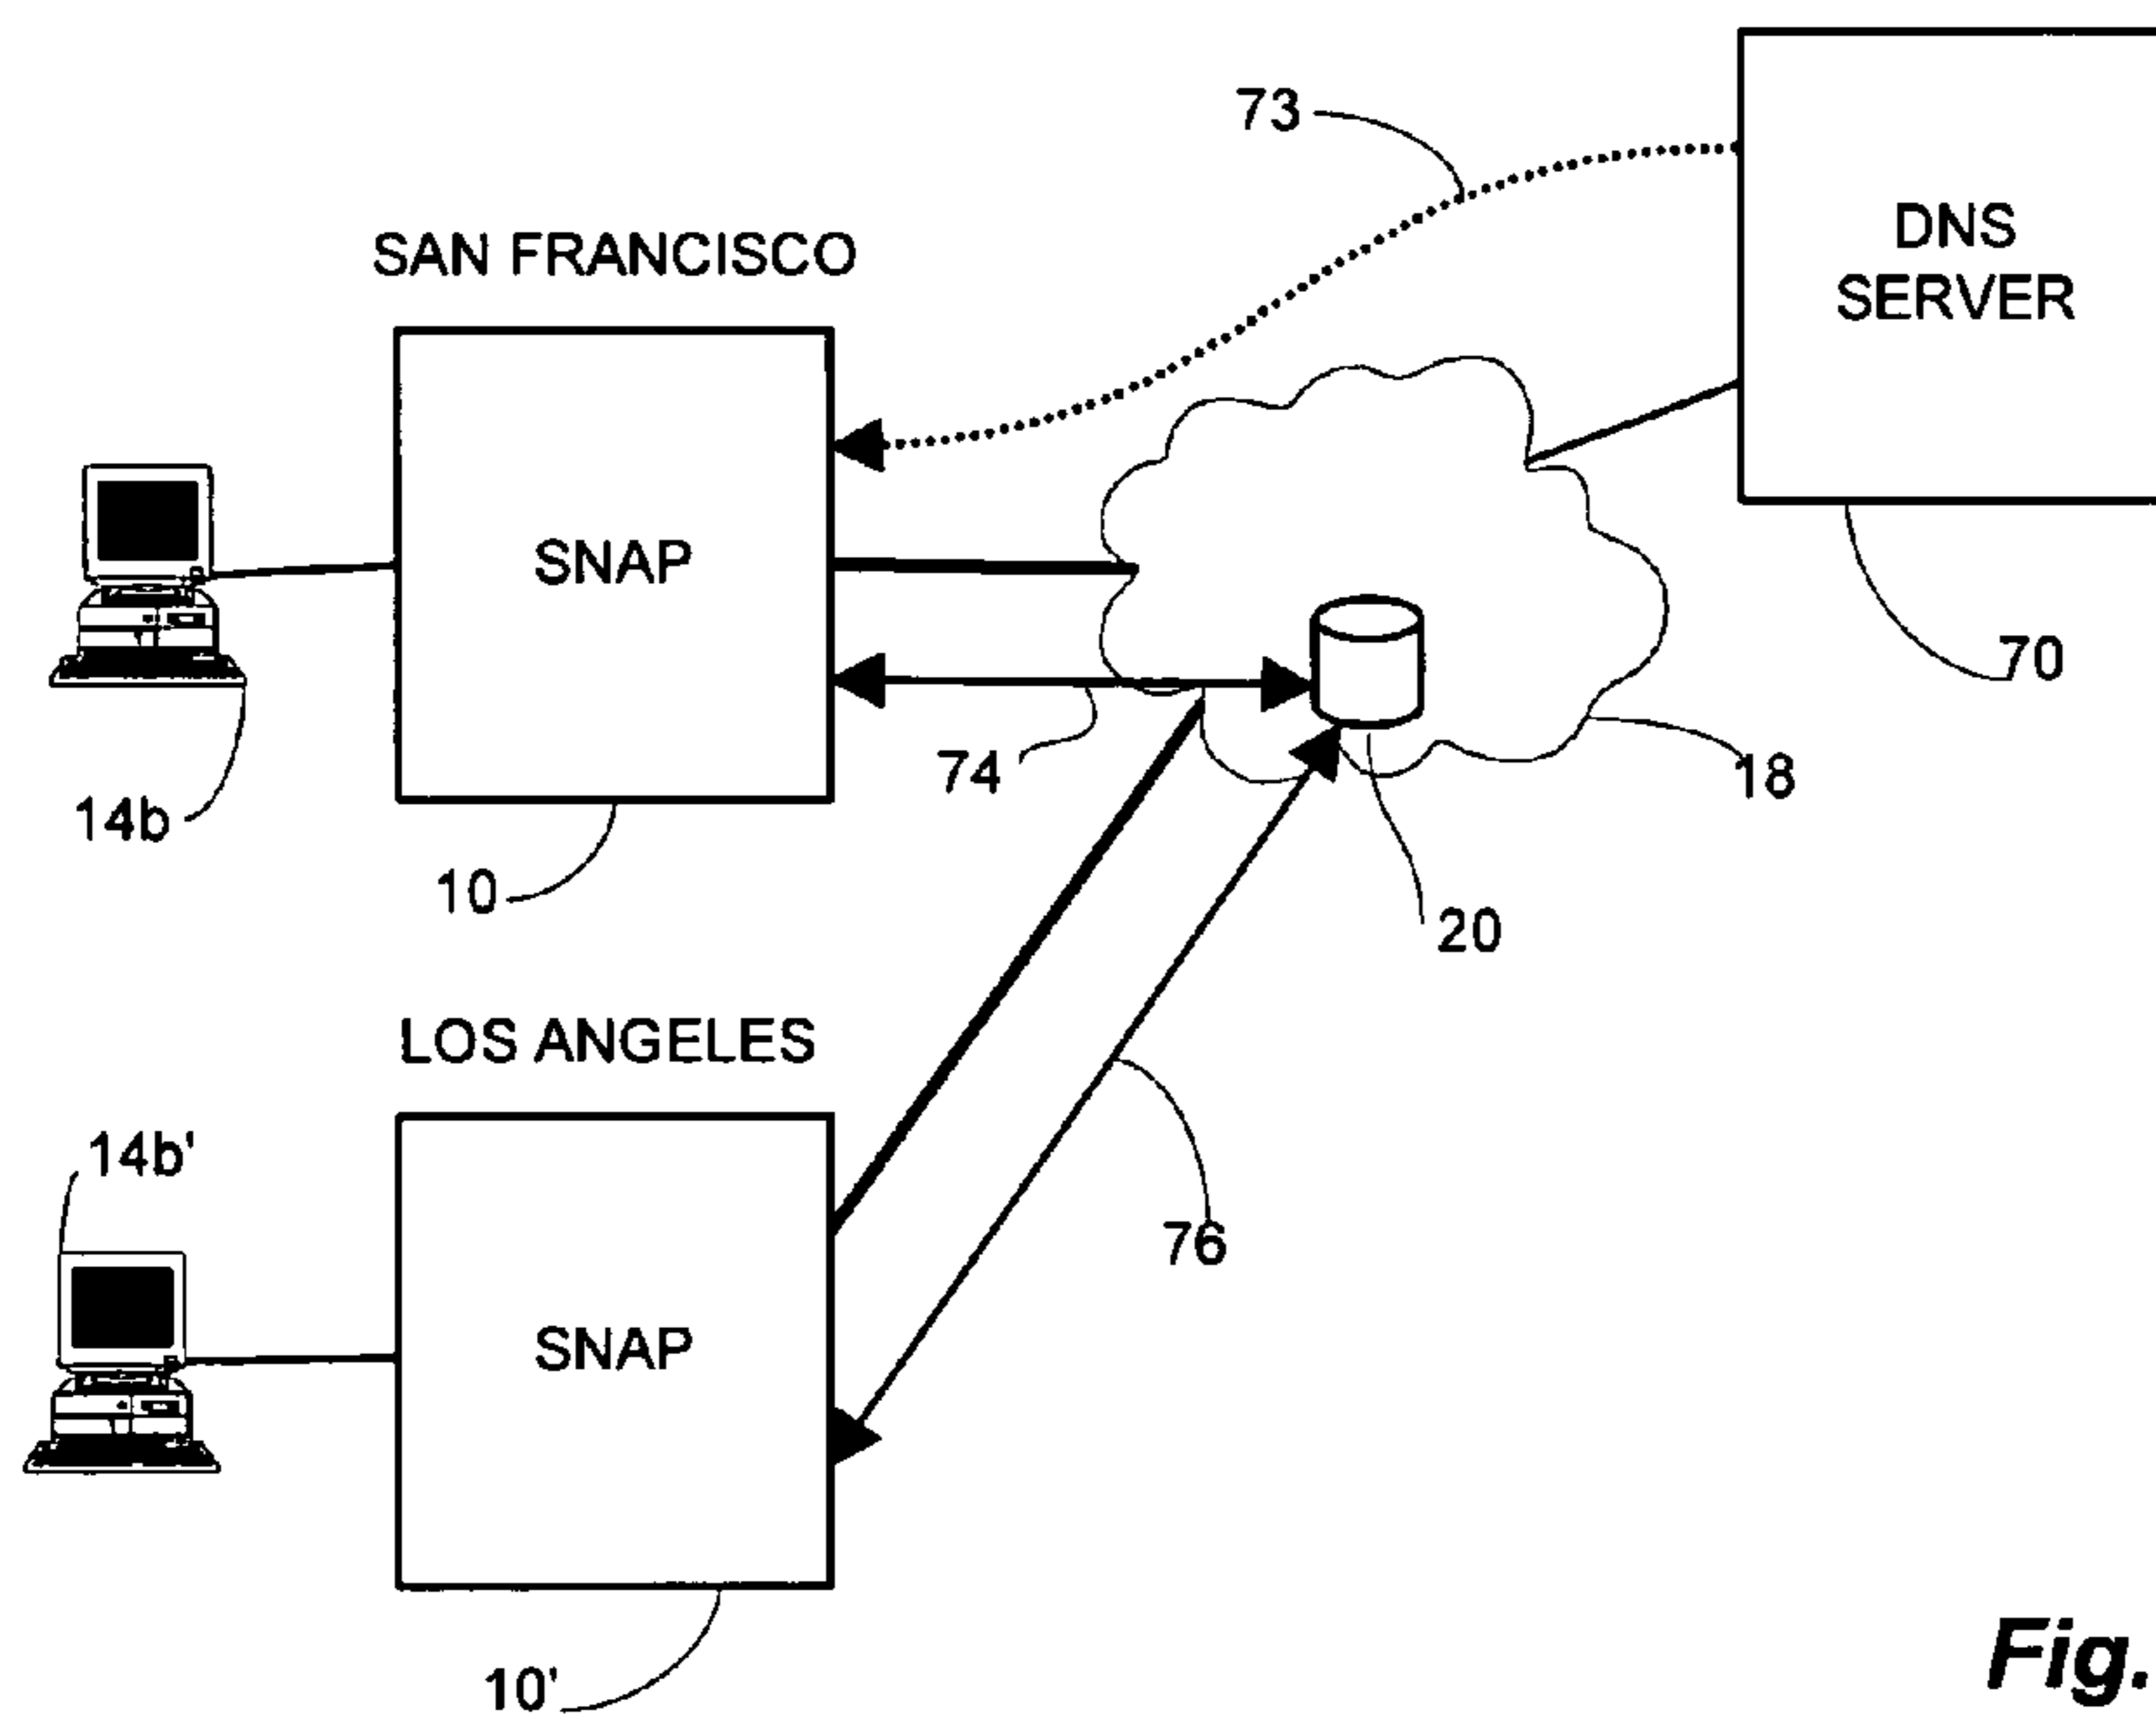 73
DNS
SERVER
SAN FRANCISCO
SNAP
70
74
18
14b
10
20
LOS ANGELES
14b'
76
SNAP
10'
Fig.